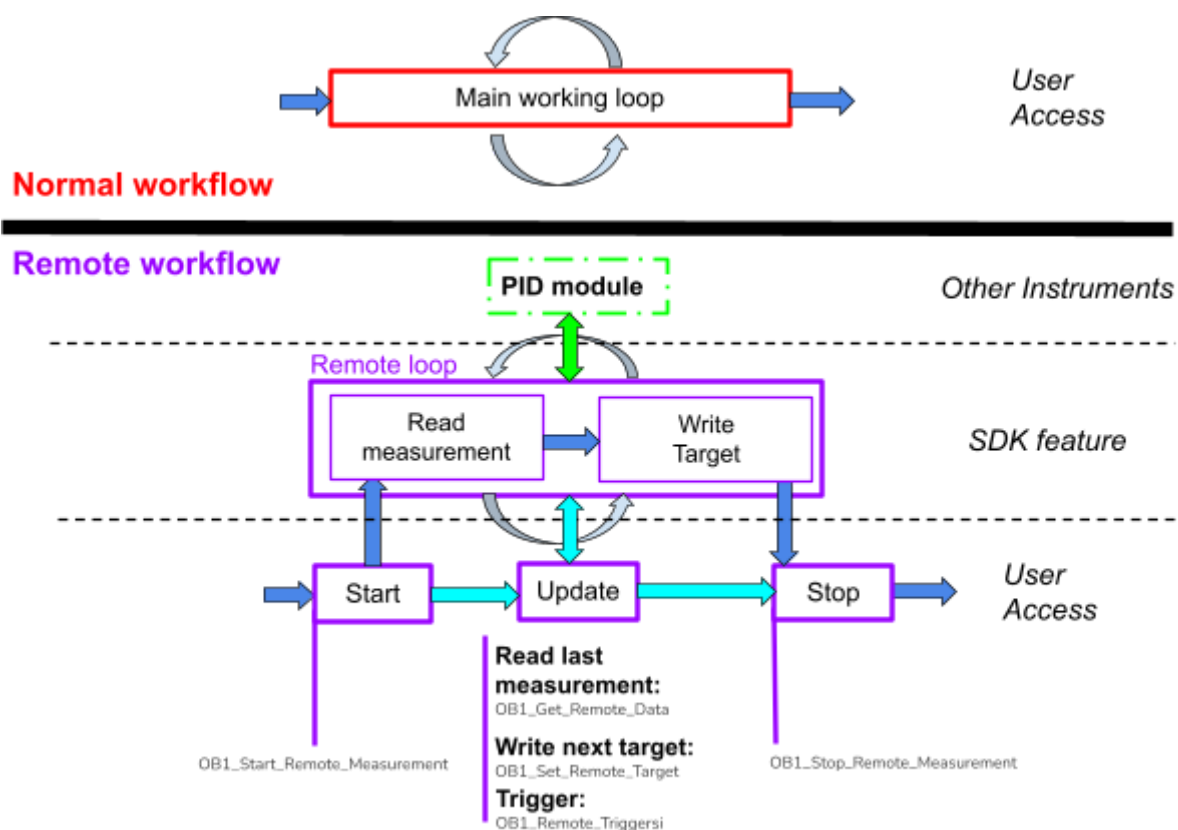 Main working loop
User
Access
Normal workflow
Remote workflow
PID module
Other Instruments
Remote loop
Read
measurement
Write
Target
SDK feature
Start
Update
Stop
User
Access
Read last
measurement:
OB1_Get_Remote_Data
OB1_Start_Remote_Measurement
Write next target:
OB1_Set_Remote_Target
OB1_Stop_Remote_Measurement
Trigger:
OB1_Remote_Triggersi